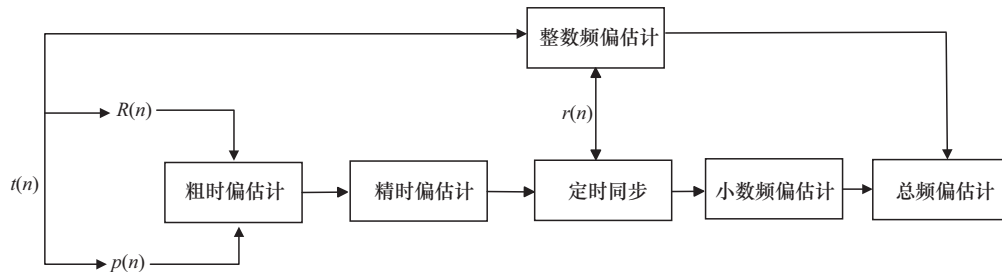 整数频偏估计
R(n)
r(n)
t(n)
粗时偏估计
精时偏估计
定时同步
小数频偏估计
总频偏估计
p(n)